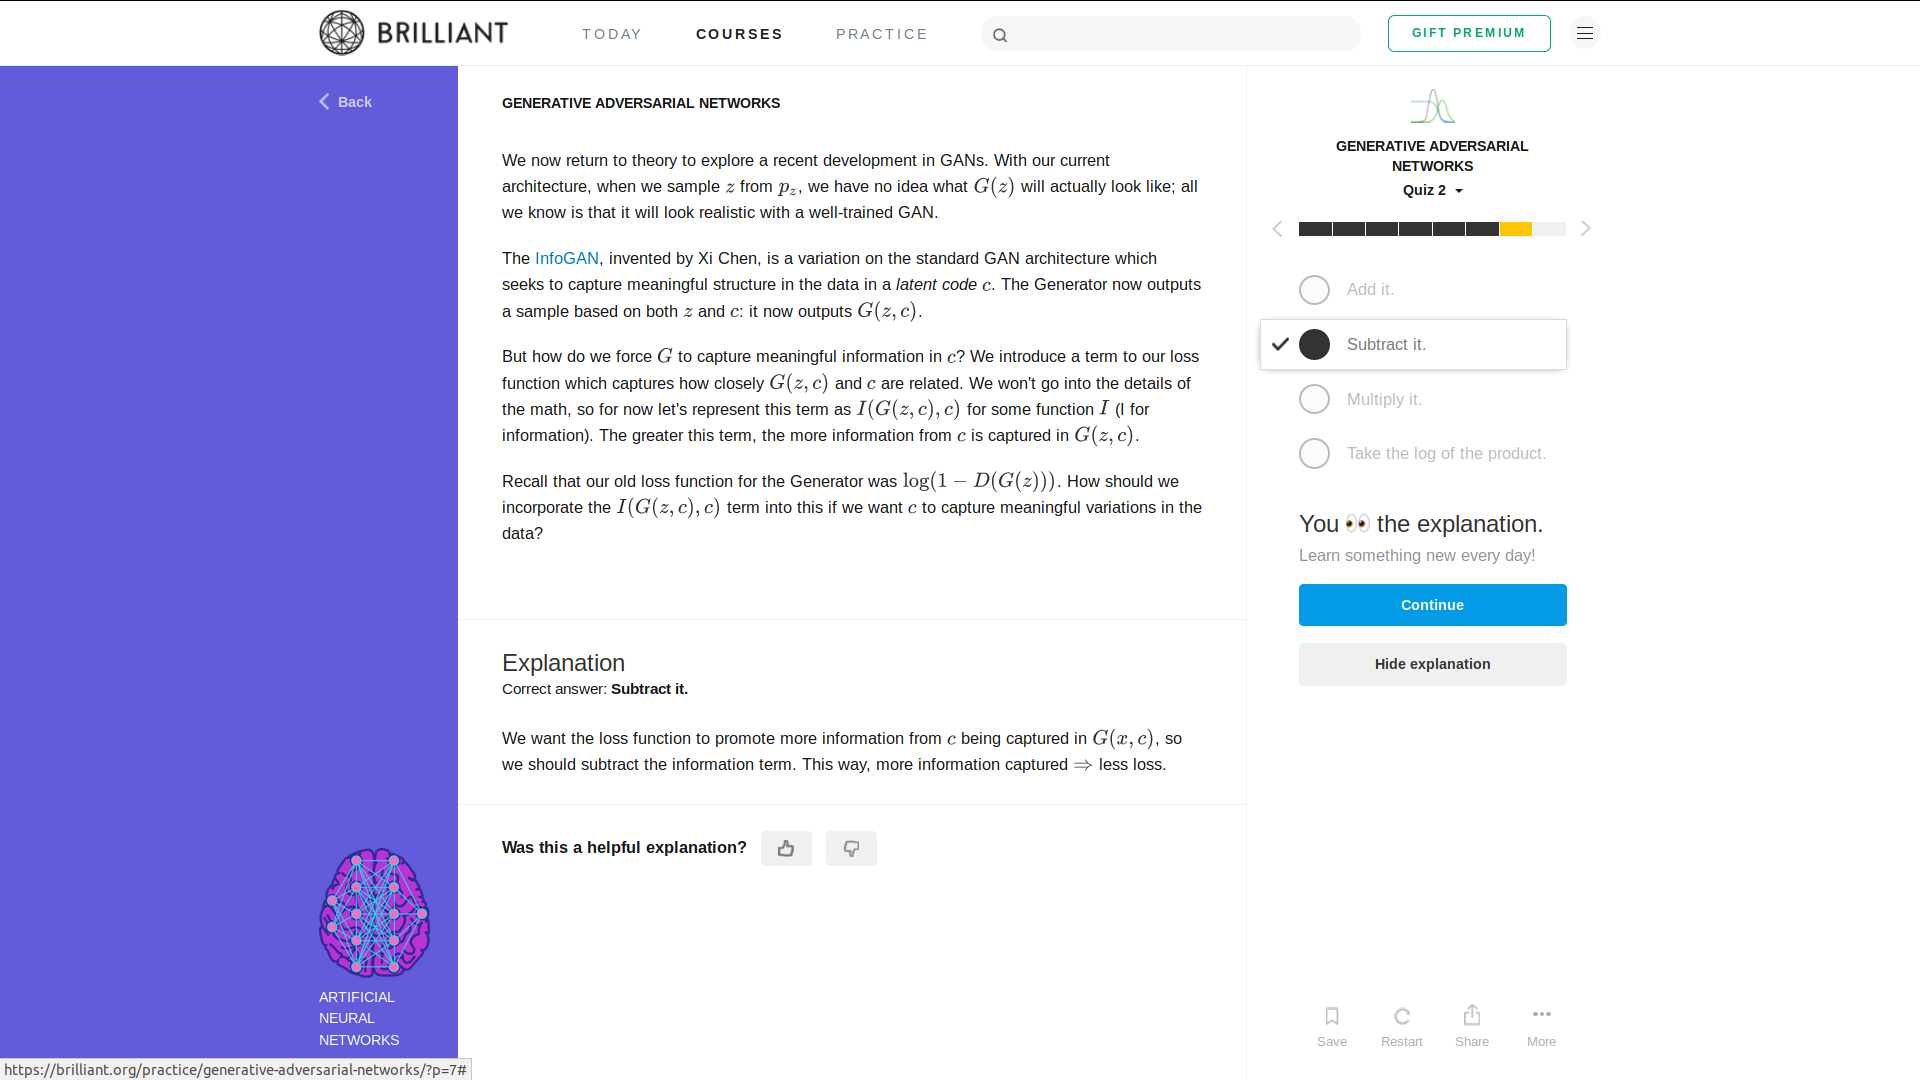 BRILLIANT
TODAY
COURSES
PRACTICE
GIFT PREMIUM
Back
GENERATIVE ADVERSARIAL NETWORKS
We now return to theory to explore a recent development in GANs. With our current
architecture, when we sample z from p_z, we have no idea what G(z) will actually look like; all
we know is that it will look realistic with a well-trained GAN.
The InfoGAN, invented by Xi Chen, is a variation on the standard GAN architecture which
seeks to capture meaningful structure in the data in a latent code c. The Generator now outputs
a sample based on both z and c: it now outputs G(z, c).
But how do we force G to capture meaningful information in c? We introduce a term to our loss
function which captures how closely G(z, c) and c are related. We won't go into the details of
the math, so for now let's represent this term as I(G(z, c), c) for some function I (I for
information). The greater this term, the more information from c is captured in G(z, c).
Recall that our old loss function for the Generator was log(1 − D(G(z))). How should we
incorporate the I(G(z, c), c) term into this if we want c to capture meaningful variations in the
data?
Explanation
Correct answer: Subtract it.
We want the loss function to promote more information from c being captured in G(x, c), so
we should subtract the information term. This way, more information captured ⇒ less loss.
Was this a helpful explanation?
GENERATIVE ADVERSARIAL
NETWORKS
Quiz 2
Add it.
Subtract it.
Multiply it.
Take the log of the product.
You 👀 the explanation.
Learn something new every day!
Continue
Hide explanation
Save
Restart
Share
More
ARTIFICIAL
NEURAL
NETWORKS
https://brilliant.org/practice/generative-adversarial-networks/?p=7#